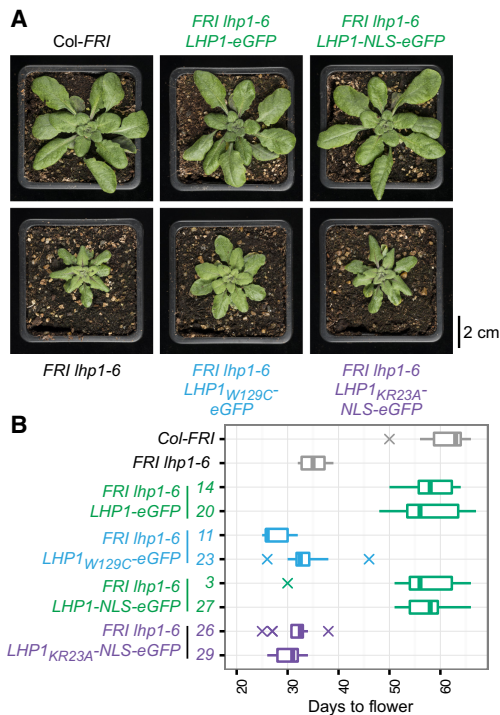 A
Col-FRI
FRI lhp1-6
LHP1-eGFP
FRI lhp1-6
LHP1-NLS-eGFP
2 cm
FRI lhp1-6
FRI lhp1-6
LHP1W129C-
eGFP
FRI lhp1-6
LHP1KR23A-
NLS-eGFP
B
Col-FRI
FRI lhp1-6
FRI lhp1-6 14
LHP1-eGFP 20
FRI lhp1-6 11
LHP1W129C-eGFP 23
FRI lhp1-6 3
LHP1-NLS-eGFP 27
FRI lhp1-6 26
LHP1KR23A-NLS-eGFP 29
20 30 40 50 60
Days to flower